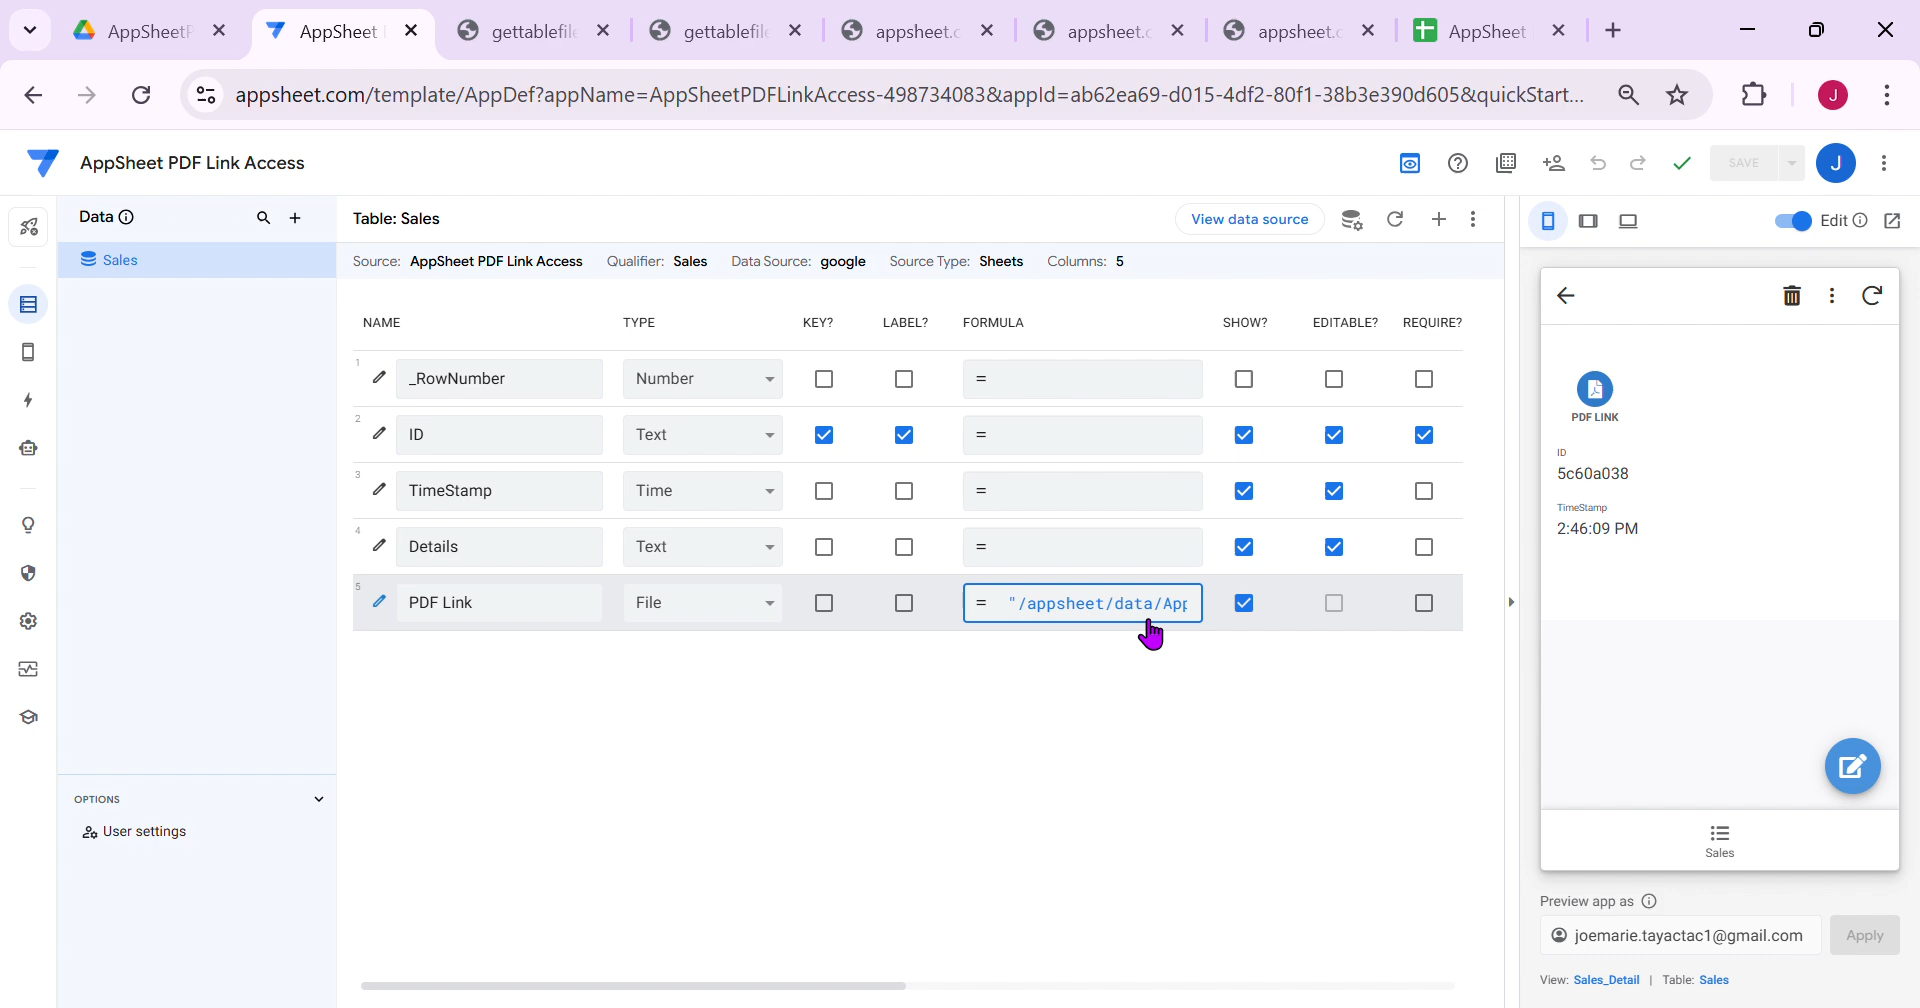 AppSheetP
AppSheet
gettablefile
gettablefile
appsheet.c
appsheet.c
appsheet.c
AppSheet
appsheet.com/template/AppDef?appName=AppSheetPDFLinkAccess-498734083&appId=ab62ea69-d015-4df2-80f1-38b3e390d605&quickStart...
J
AppSheet PDF Link Access
SAVE
J
Data
Table: Sales
View data source
Edit
Sales
Source: AppSheet PDF Link Access Qualifier: Sales Data Source: google Source Type: Sheets Columns: 5
NAME TYPE KEY? LABEL? FORMULA SHOW? EDITABLE? REQUIRE?
1 _RowNumber Number =
2 ID Text =
3 TimeStamp Time =
4 Details Text =
5 PDF Link File = "/appsheet/data/App
PDF LINK
ID
5c60a038
TimeStamp
2:46:09 PM
Sales
OPTIONS
User settings
Preview app as
joemarie.tayactac1@gmail.com
Apply
View: Sales_Detail | Table: Sales